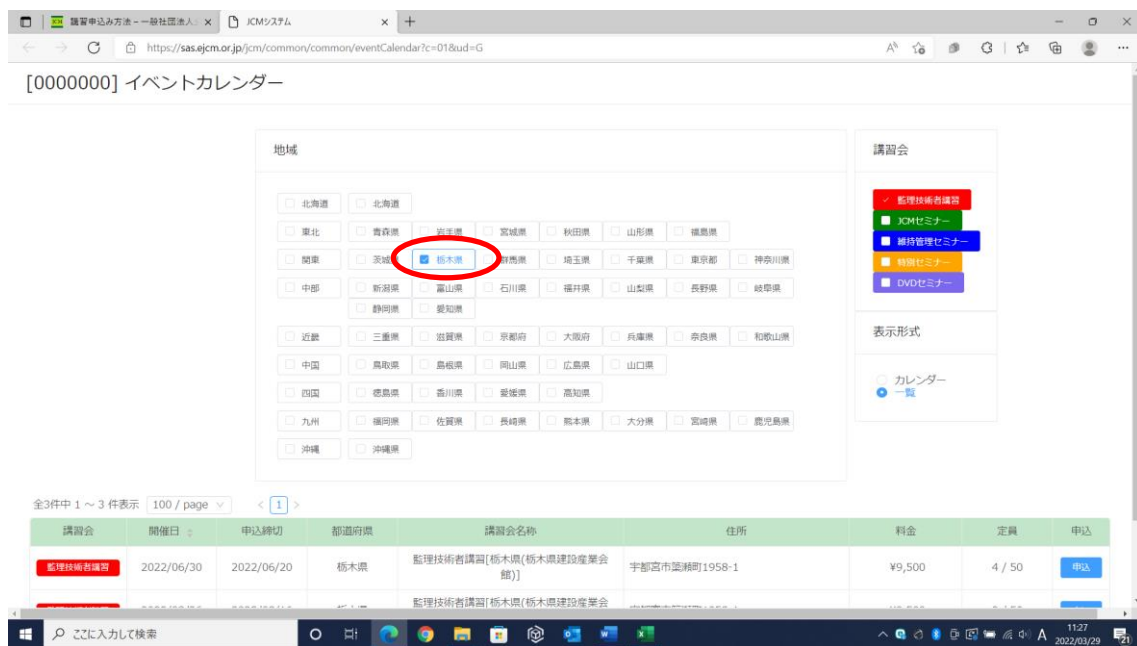 講習申込み方法 - 一般社団法人
JCMシステム
https://sas.ejcm.or.jp/jcm/common/common/eventCalendar?c=01&ud=G
[0000000] イベントカレンダー
地域
北海道 北海道
東北 青森県 岩手県 宮城県 秋田県 山形県 福島県
関東 茨城 栃木県 群馬県 埼玉県 千葉県 東京都 神奈川県
中部 新潟県 富山県 石川県 福井県 山梨県 長野県 岐阜県
静岡県 愛知県
近畿 三重県 滋賀県 京都府 大阪府 兵庫県 奈良県 和歌山県
中国 鳥取県 島根県 岡山県 広島県 山口県
四国 徳島県 香川県 愛媛県 高知県
九州 福岡県 佐賀県 長崎県 熊本県 大分県 宮崎県 鹿児島県
沖縄 沖縄県
講習会
監理技術者講習
JCMセミナー
維持管理セミナー
特別セミナー
DVDセミナー
表示形式
カレンダー
一覧
全3件中 1 ～ 3 件表示 100 / page < 1 >
講習会 開催日 申込締切 都道府県 講習会名称 住所 料金 定員 申込
監理技術者講習 2022/06/30 2022/06/20 栃木県 監理技術者講習[栃木県(栃木県建設産業会館)] 宇都宮市簗瀬町1958-1 ¥9,500 4 / 50 申込
監理技術者講習[栃木県(栃木県建設産業会
ここに入力して検索
A
11:27
2022/03/29
21